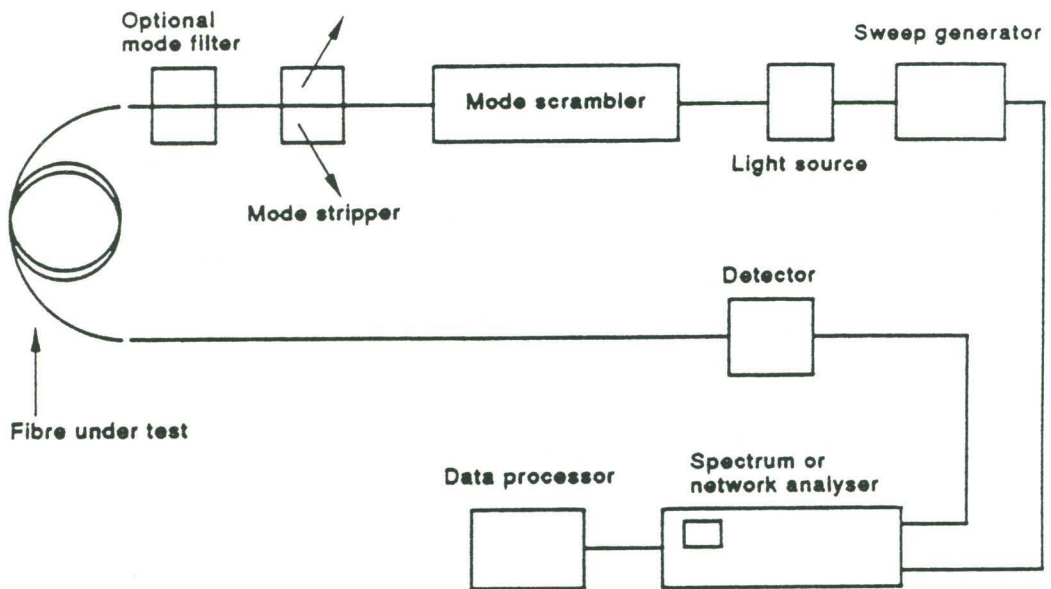 Optional
mode filter
Sweep generator
Mode scrambler
Light source
Mode stripper
Detector
Fibre under test
Data processor
Spectrum or
network analyser